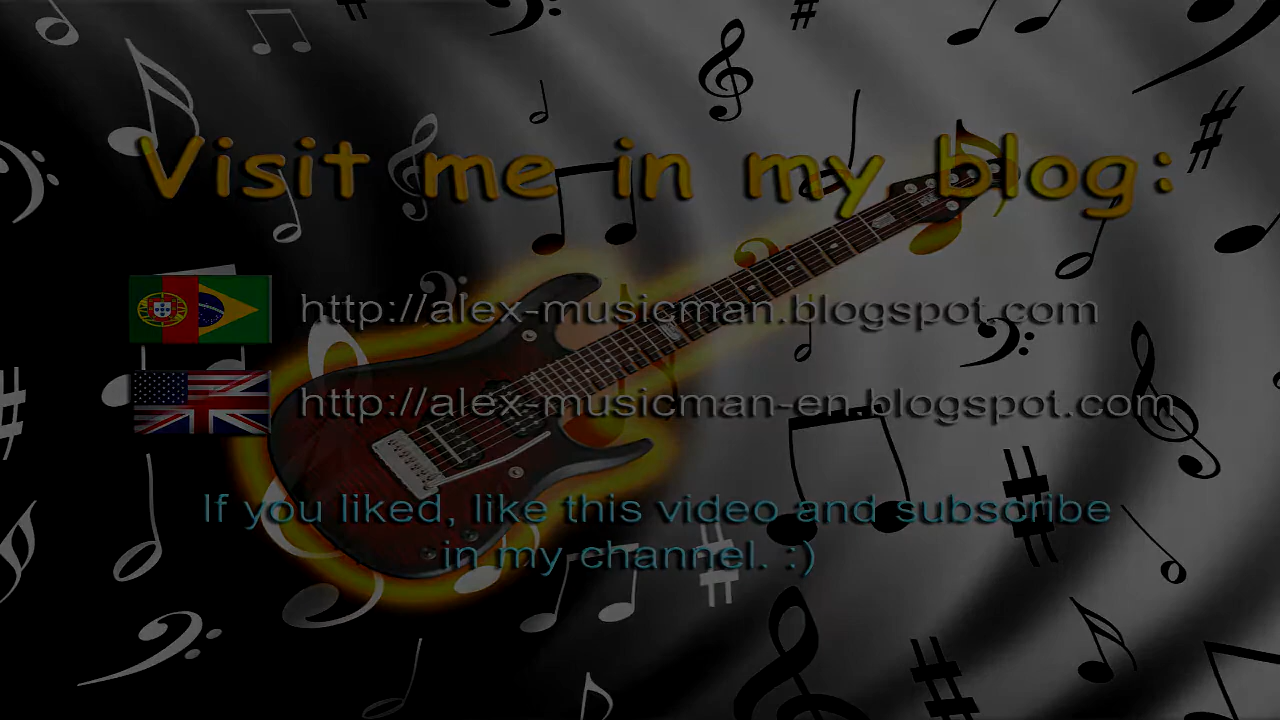 Visit me in my blog:
http://alex-musicman.blogspot.com
http://alex-musicman-en.blogspot.com
If you liked, like this video and subscribe
in my channel. :)